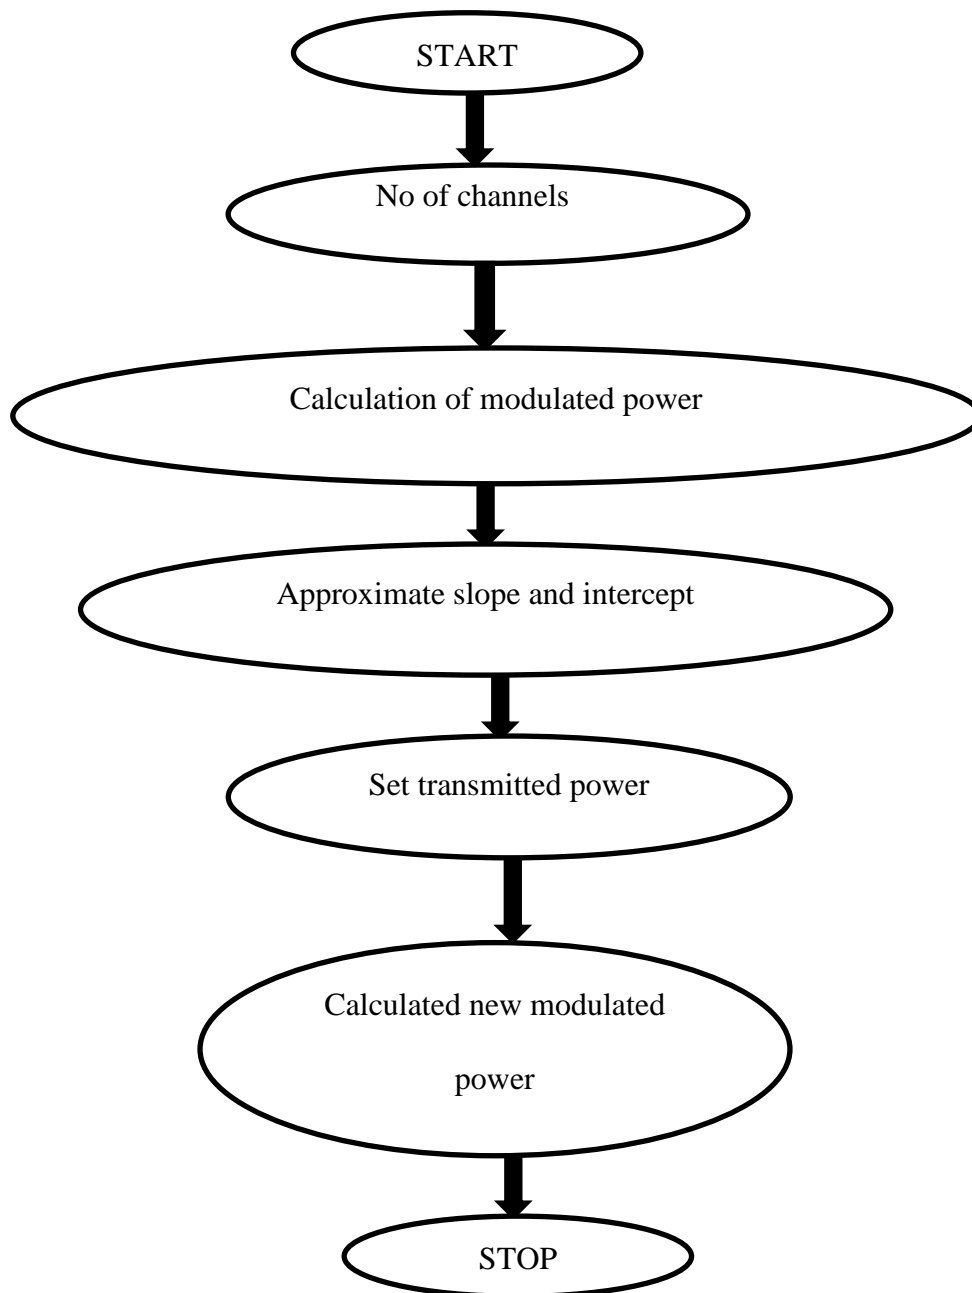 START
No of channels
Calculation of modulated power
Approximate slope and intercept
Set transmitted power
Calculated new modulated
power
STOP